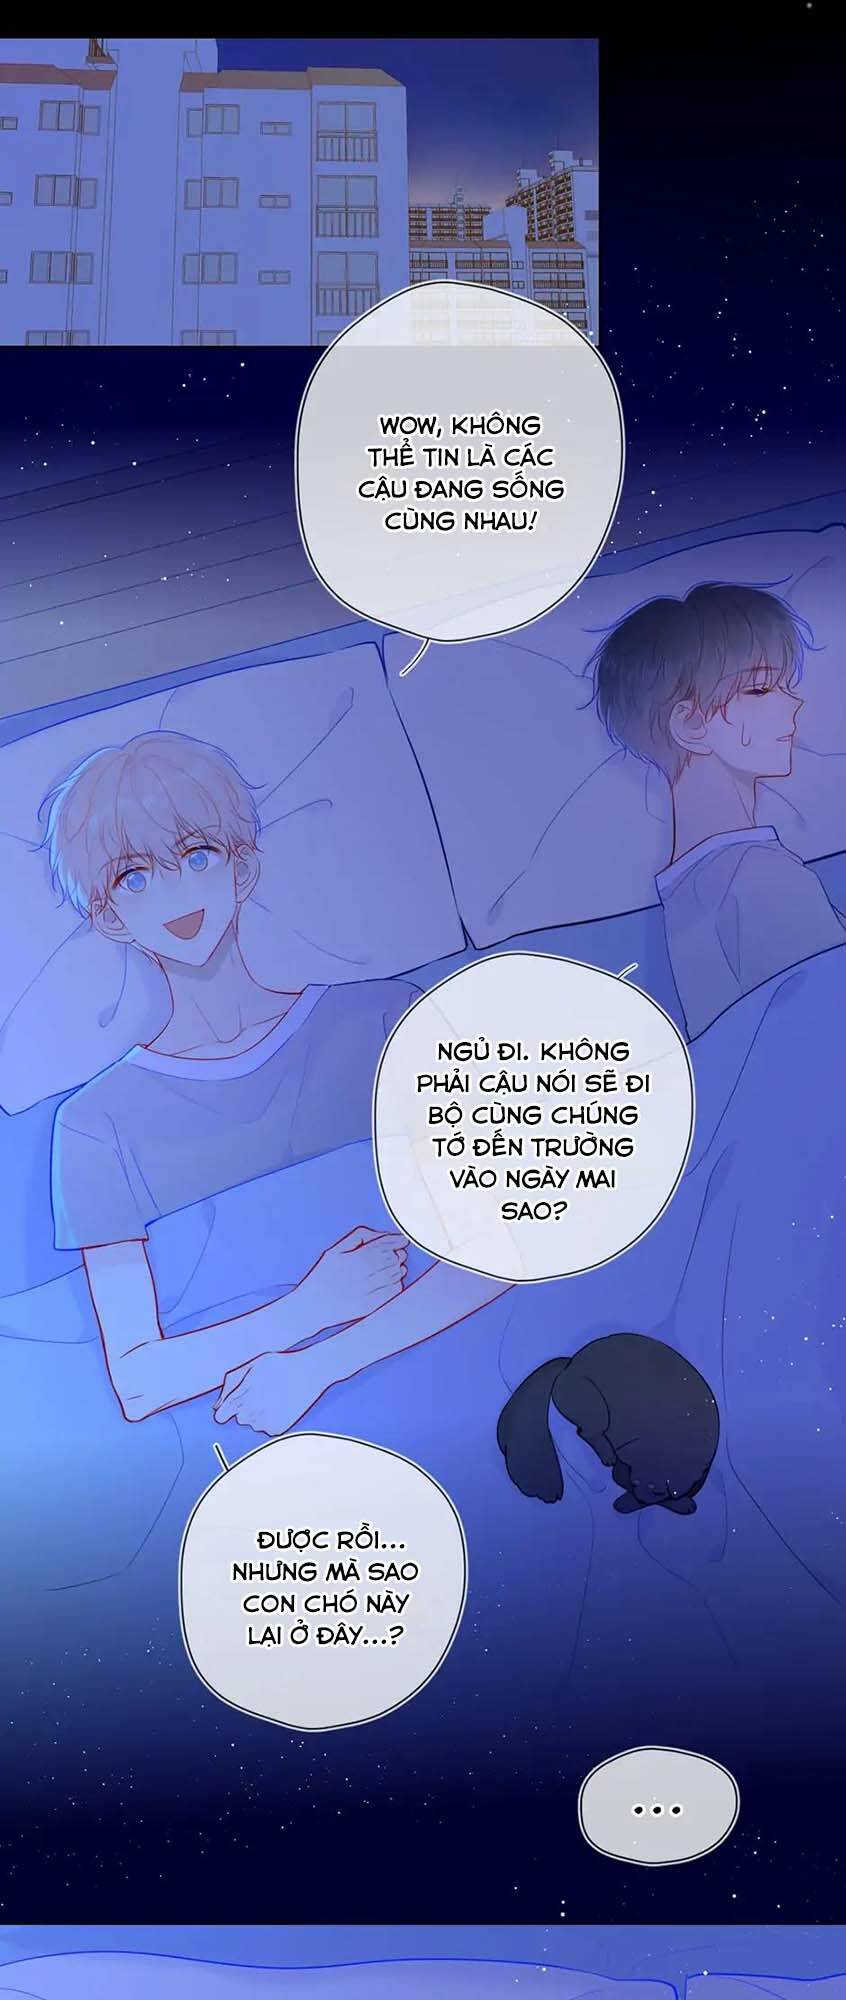 WOW, KHÔNG
THỂ TIN LÀ CÁC
CẬU ĐANG SỐNG
CÙNG NHAU!
NGỦ ĐI. KHÔNG
PHẢI CẬU NÓI SẼ ĐI
BỘ CÙNG CHÚNG
TỚ ĐẾN TRƯỜNG
VÀO NGÀY MAI
SAO?
ĐƯỢC RỒI...
NHƯNG MÀ SAO
CON CHÓ NÀY
LẠI Ở ĐÂY...?
...